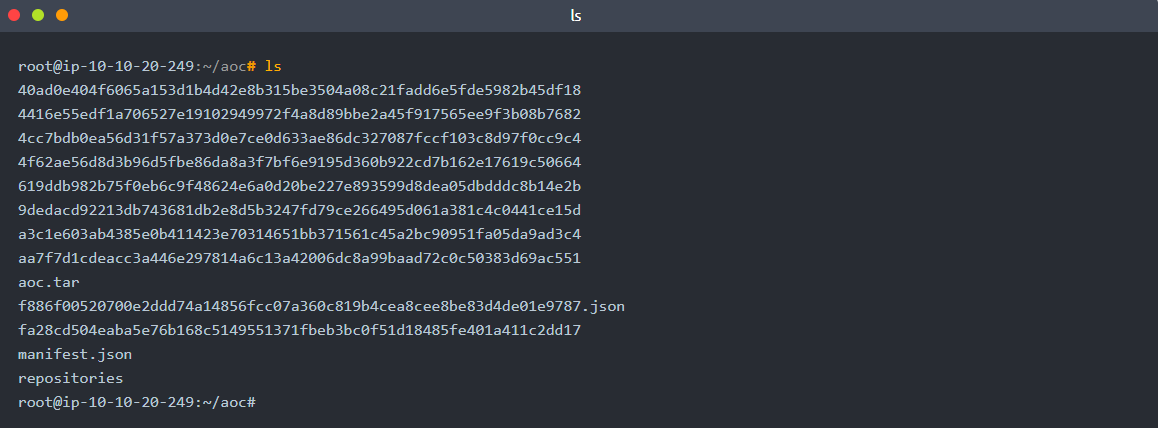 ls
root@ip-10-10-20-249:~/aoc# ls
40ad0e404f6065a153d1b4d42e8b315be3504a08c21fadd6e5fde5982b45df18
4416e55edf1a706527e19102949972f4a8d89bbe2a45f917565ee9f3b08b7682
4cc7bdb0ea56d31f57a373d0e7ce0d633ae86dc327087fccf103c8d97f0cc9c4
4f62ae56d8d3b96d5fbe86da8a3f7bf6e9195d360b922cd7b162e17619c50664
619ddb982b75f0eb6c9f48624e6a0d20be227e893599d8dea05dbdddc8b14e2b
9dedacd92213db743681db2e8d5b3247fd79ce266495d061a381c4c0441ce15d
a3c1e603ab4385e0b411423e70314651bb371561c45a2bc90951fa05da9ad3c4
aa7f7d1cdeacc3a446e297814a6c13a42006dc8a99baad72c0c50383d69ac551
aoc.tar
f886f00520700e2ddd74a14856fcc07a360c819b4cea8cee8be83d4de01e9787.json
fa28cd504eaba5e76b168c5149551371fbeb3bc0f51d18485fe401a411c2dd17
manifest.json
repositories
root@ip-10-10-20-249:~/aoc#